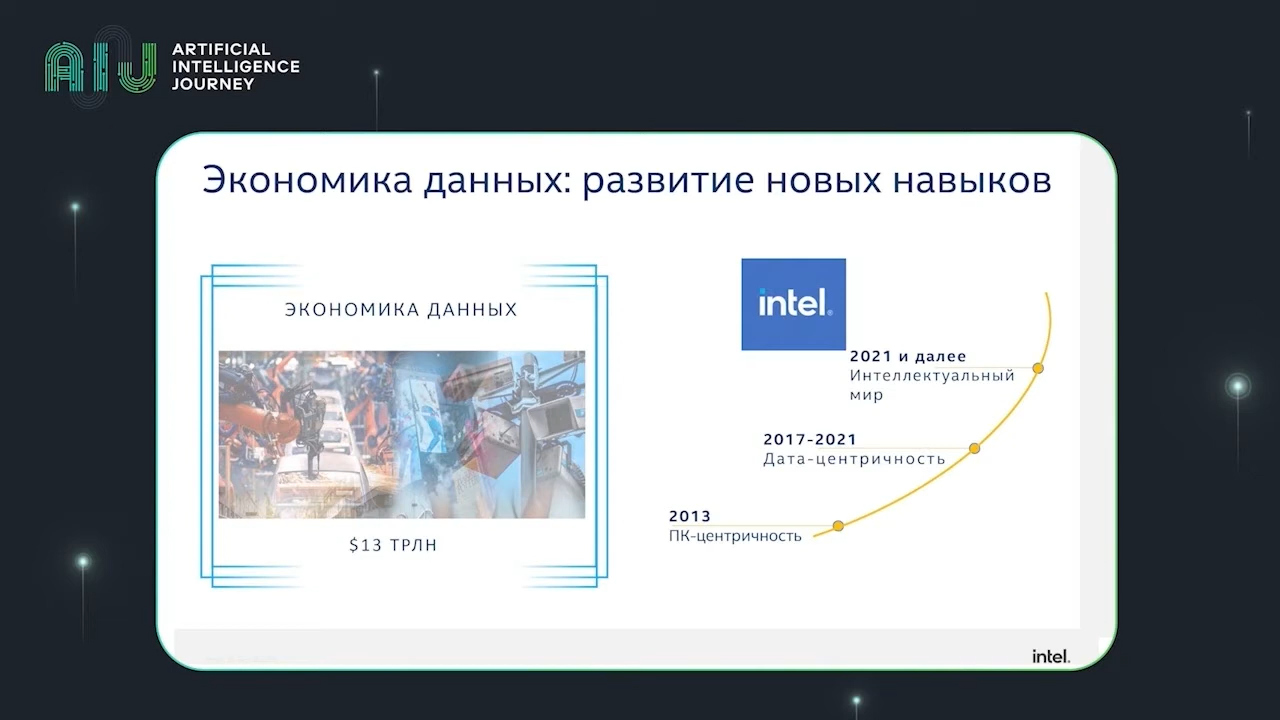 ARTIFICIAL
INTELLIGENCE
JOURNEY
Экономика данных: развитие новых навыков
ЭКОНОМИКА ДАННЫХ
$13 ТРЛН
intel®
2021 и далее
Интеллектуальный
мир
2017-2021
Дата-центричность
2013
ПК-центричность
intel.